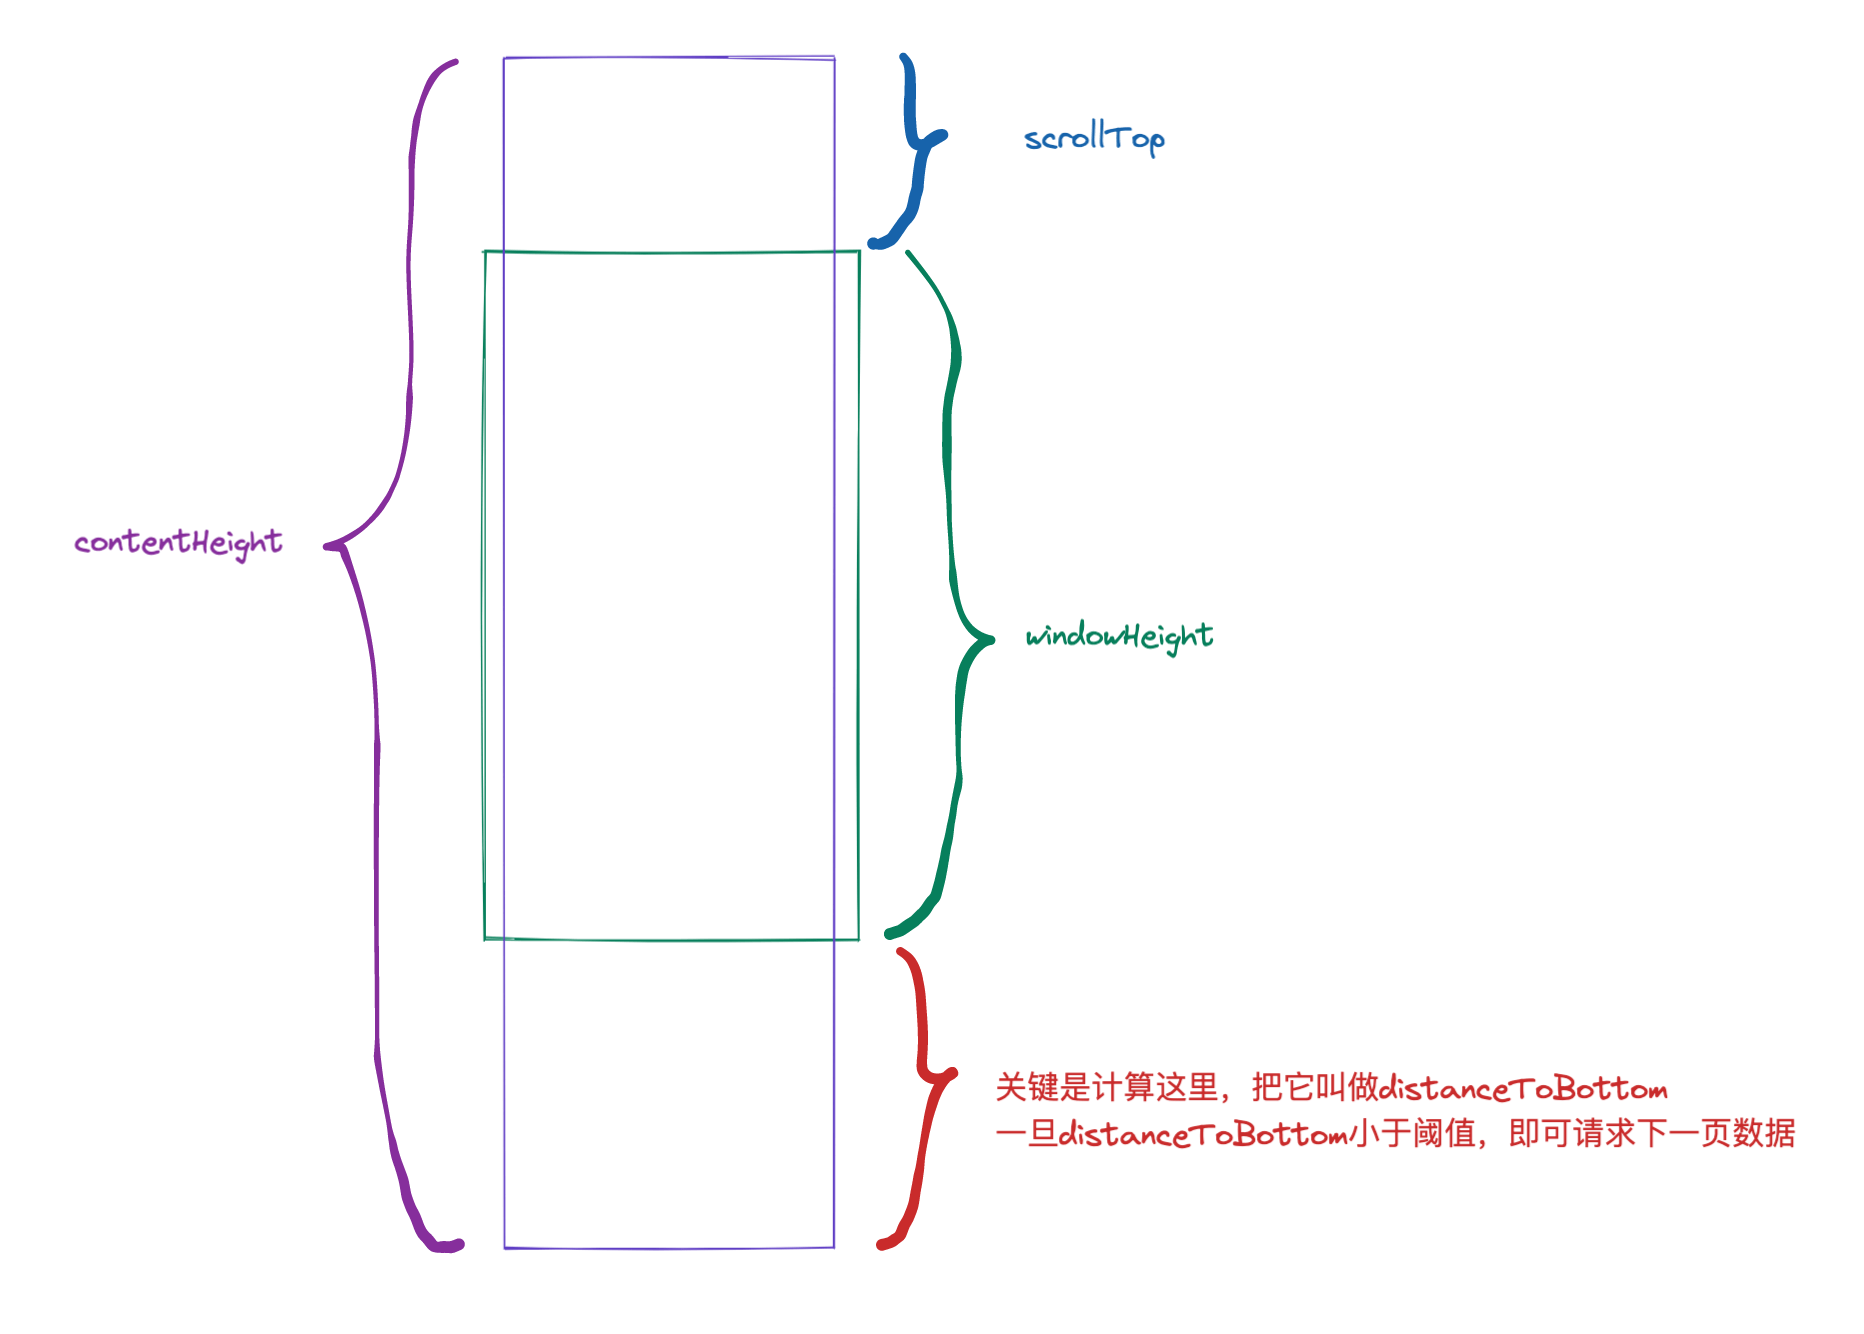 scrollTop
contentHeight
windowHeight
关键是计算这里，把它叫做distanceToBottom
一旦distanceToBottom小于阈值，即可请求下一页数据